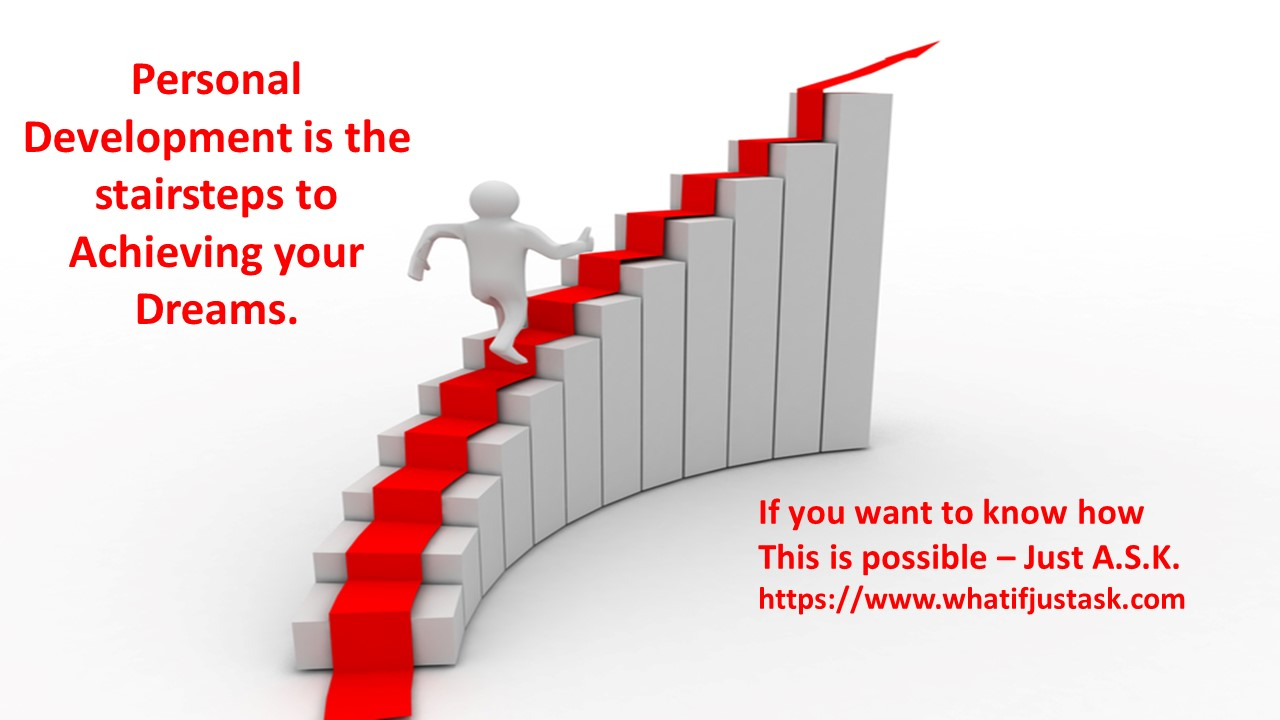 Personal
Development is the
stairsteps to
Achieving your
Dreams.
If you want to know how
This is possible – Just A.S.K.
https://www.whatifjustask.com